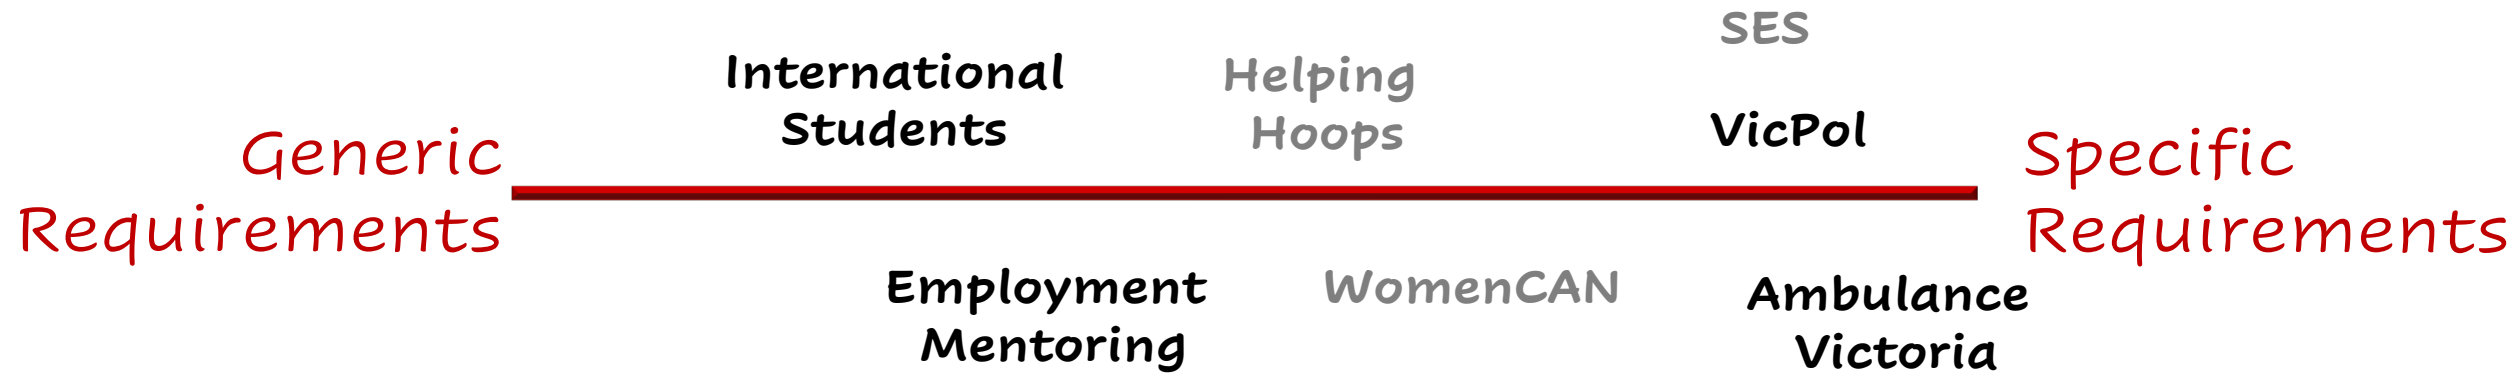 SES
International
Students
Helping
Hoops
VicPol
Generic
Requirements
Specific
Requirements
Employment
Mentoring
WomenCAN
Ambulance
Victoria